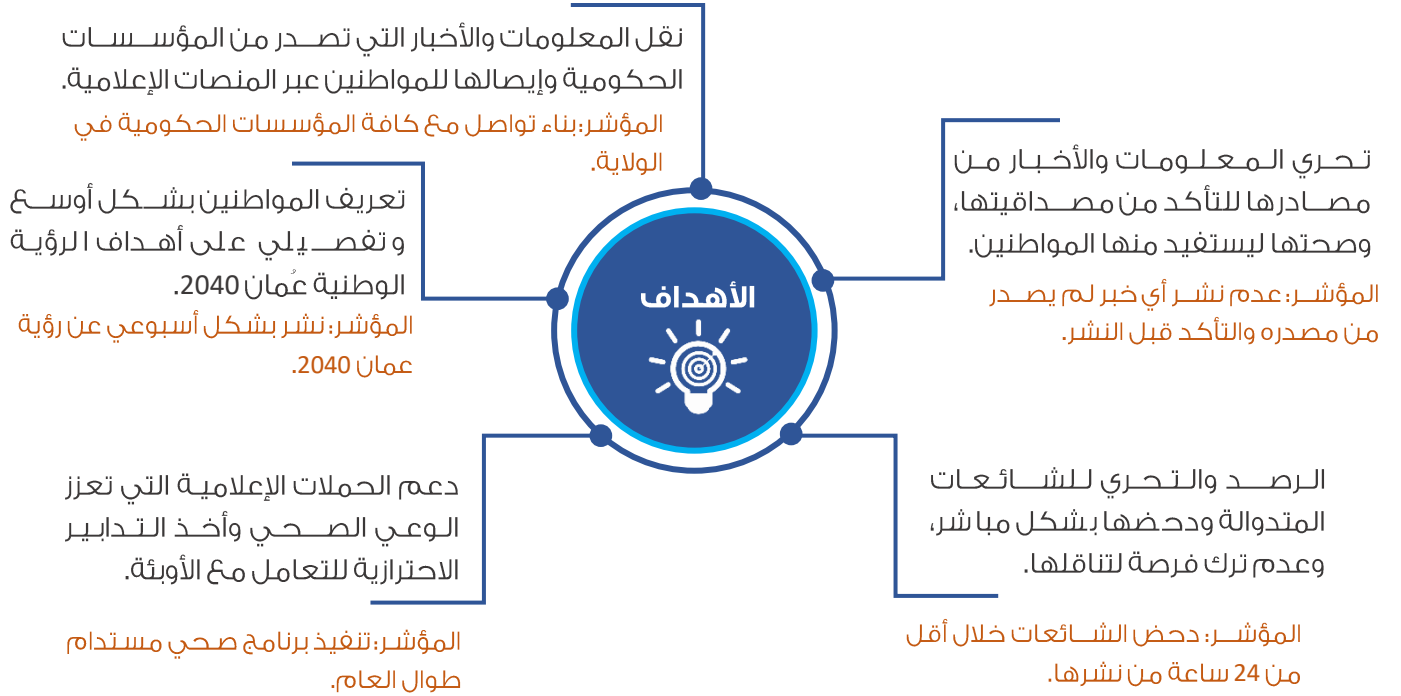 نقل المعلومات والأخبار التي تصدر من المؤسسات
الحكومية وإيصالها للمواطنين عبر المنصات الإعلامية.
المؤشر:بناء تواصل مع كافة المؤسسات الحكومية في
الولاية.
تحري المعلومات والأخبار من
مصادرها للتأكد من مصداقيتها،
وصحتها ليستفيد منها المواطنين.
المؤشر: عدم نشر أي خبر لم يصدر
من مصدره والتأكد قبل النشر.
تعريف المواطنين بشكل أوسع
وتفصيلي على أهداف الرؤية
الوطنية عُمان 2040.
المؤشر: نشر بشكل أسبوعي عن رؤية
عمان 2040.
الأهداف
الرصد والتحري للشائعات
المتدوالة ودحضها بشكل مباشر،
وعدم ترك فرصة لتناقلها.
المؤشر: دحض الشائعات خلال أقل
من 24 ساعة من نشرها.
دعم الحملات الإعلامية التي تعزز
الوعي الصحي وأخذ التدابير
الاحترازية للتعامل مع الأوبئة.
المؤشر:تنفيذ برنامج صحي مستدام
طوال العام.